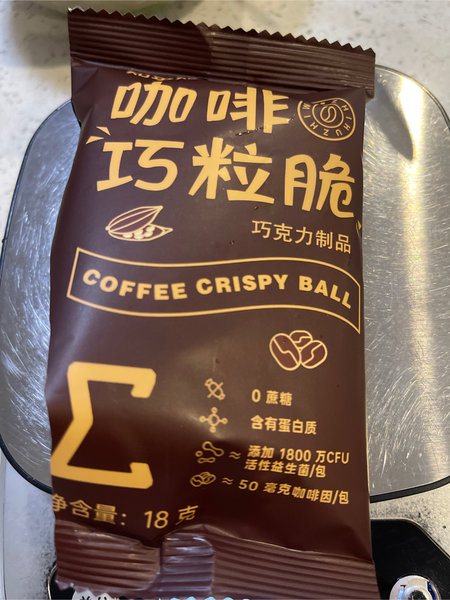 咖啡
巧粒脆
巧克力制品
COFFEE CRISPY BALL
0 蔗糖
含有蛋白质
≈ 添加 1800 万CFU
活性益生菌/包
≈ 50 毫克咖啡因/包
净含量: 18 克